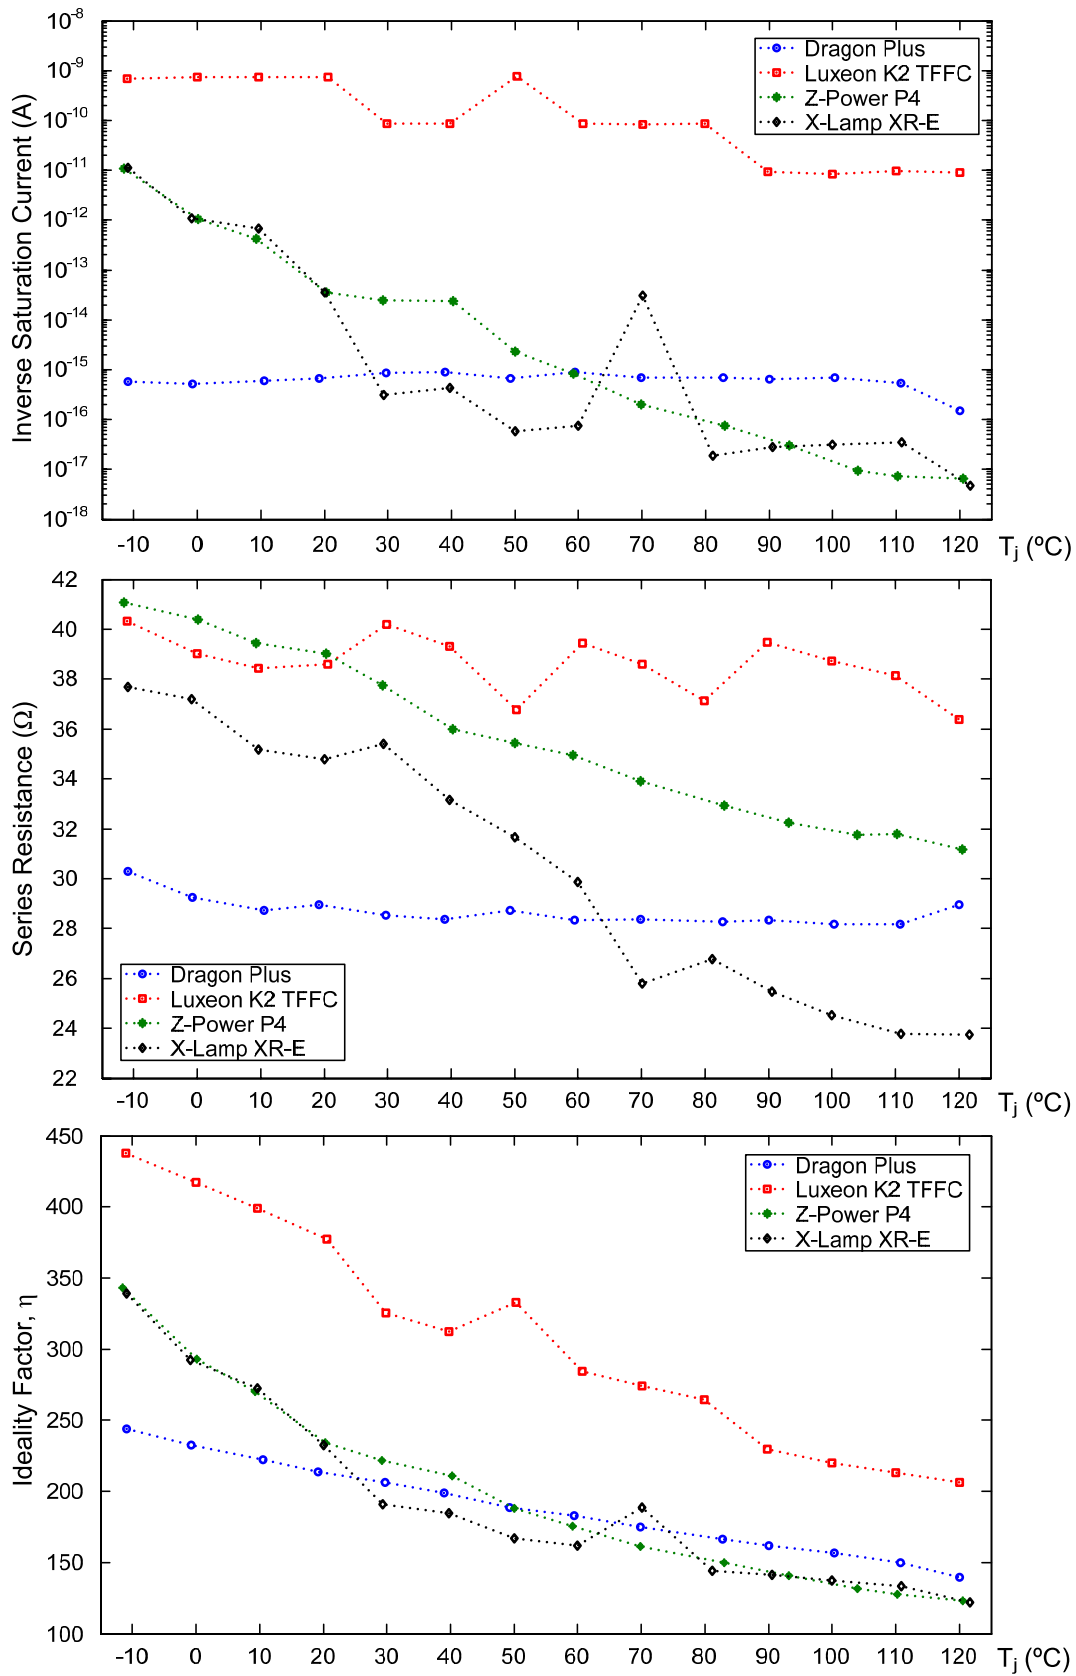 Inverse Saturation Current (A)
10⁻⁸
10⁻⁹
10⁻¹⁰
10⁻¹¹
10⁻¹²
10⁻¹³
10⁻¹⁴
10⁻¹⁵
10⁻¹⁶
10⁻¹⁷
10⁻¹⁸
Dragon Plus
Luxeon K2 TFFC
Z-Power P4
X-Lamp XR-E
-10 0 10 20 30 40 50 60 70 80 90 100 110 120 Tⱼ (ºC)
Series Resistance (Ω)
42
40
38
36
34
32
30
28
26
24
22
Dragon Plus
Luxeon K2 TFFC
Z-Power P4
X-Lamp XR-E
-10 0 10 20 30 40 50 60 70 80 90 100 110 120 Tⱼ (ºC)
Ideality Factor, η
450
400
350
300
250
200
150
100
Dragon Plus
Luxeon K2 TFFC
Z-Power P4
X-Lamp XR-E
-10 0 10 20 30 40 50 60 70 80 90 100 110 120 Tⱼ (ºC)